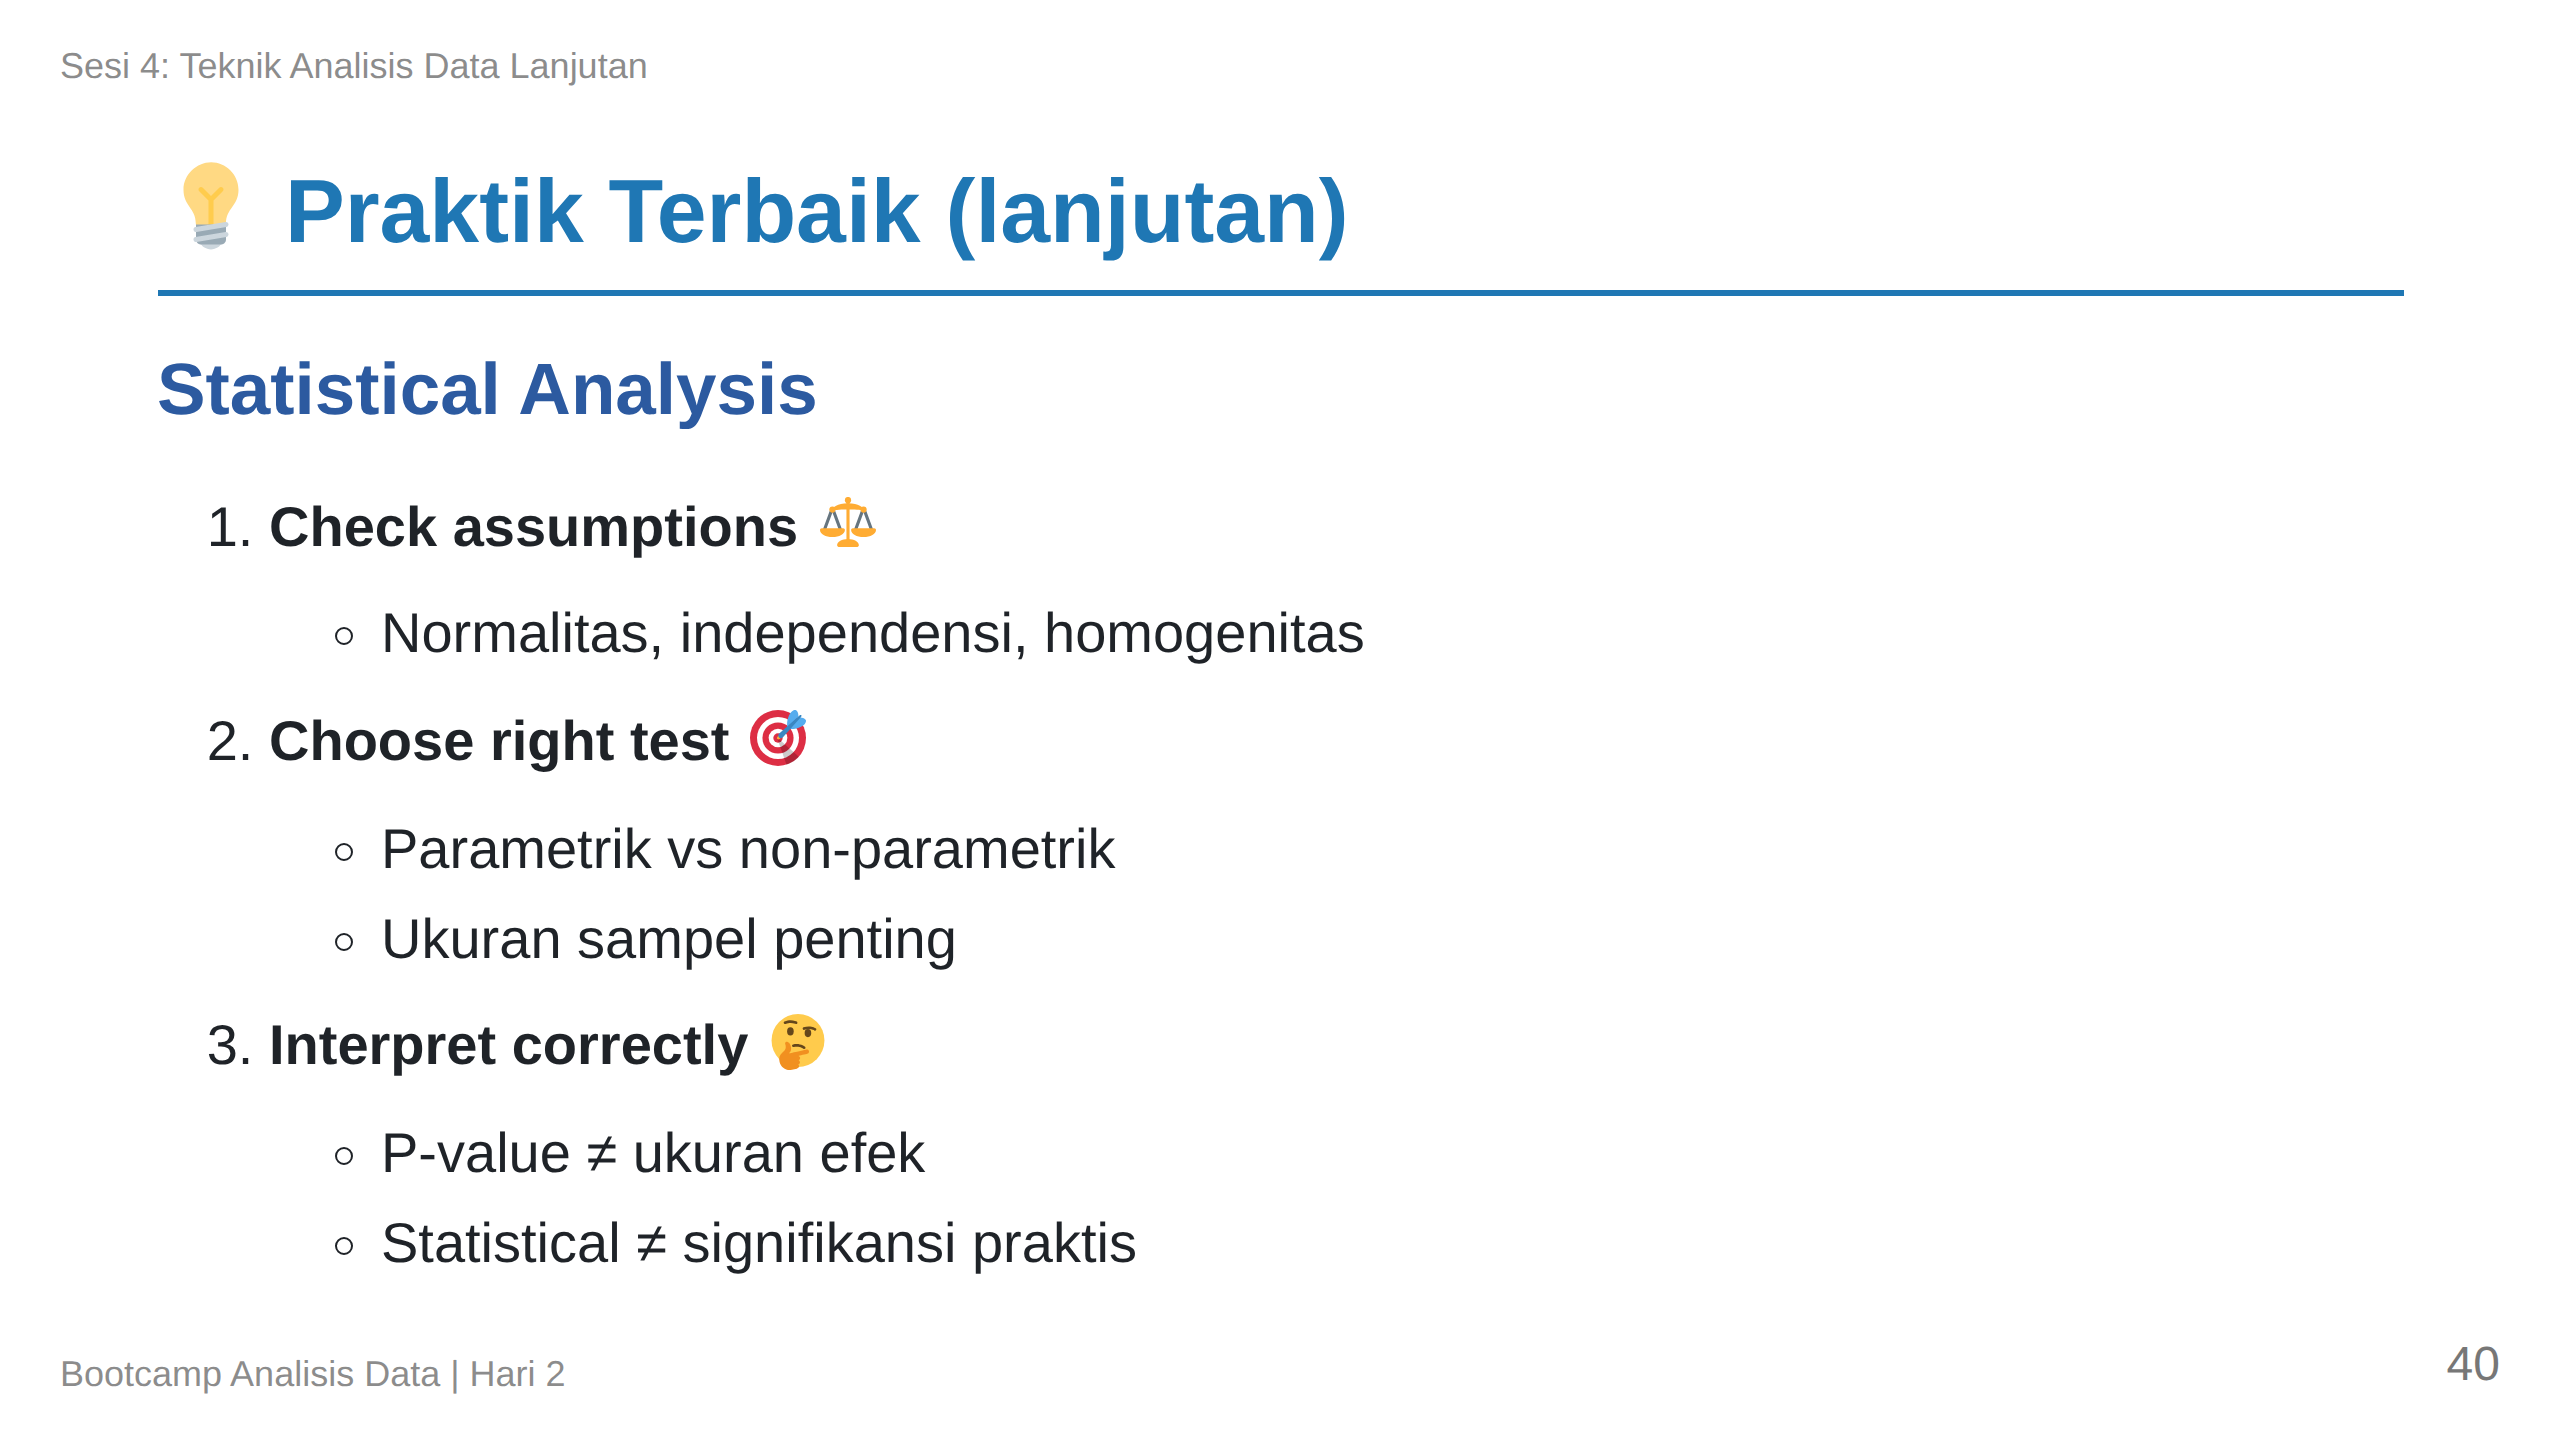 Sesi 4: Teknik Analisis Data Lanjutan
💡 Praktik Terbaik (lanjutan)
Statistical Analysis
1. Check assumptions ⚖️
○ Normalitas, independensi, homogenitas
2. Choose right test 🎯
○ Parametrik vs non-parametrik
○ Ukuran sampel penting
3. Interpret correctly 🤔
○ P-value ≠ ukuran efek
○ Statistical ≠ signifikansi praktis
Bootcamp Analisis Data | Hari 2
40